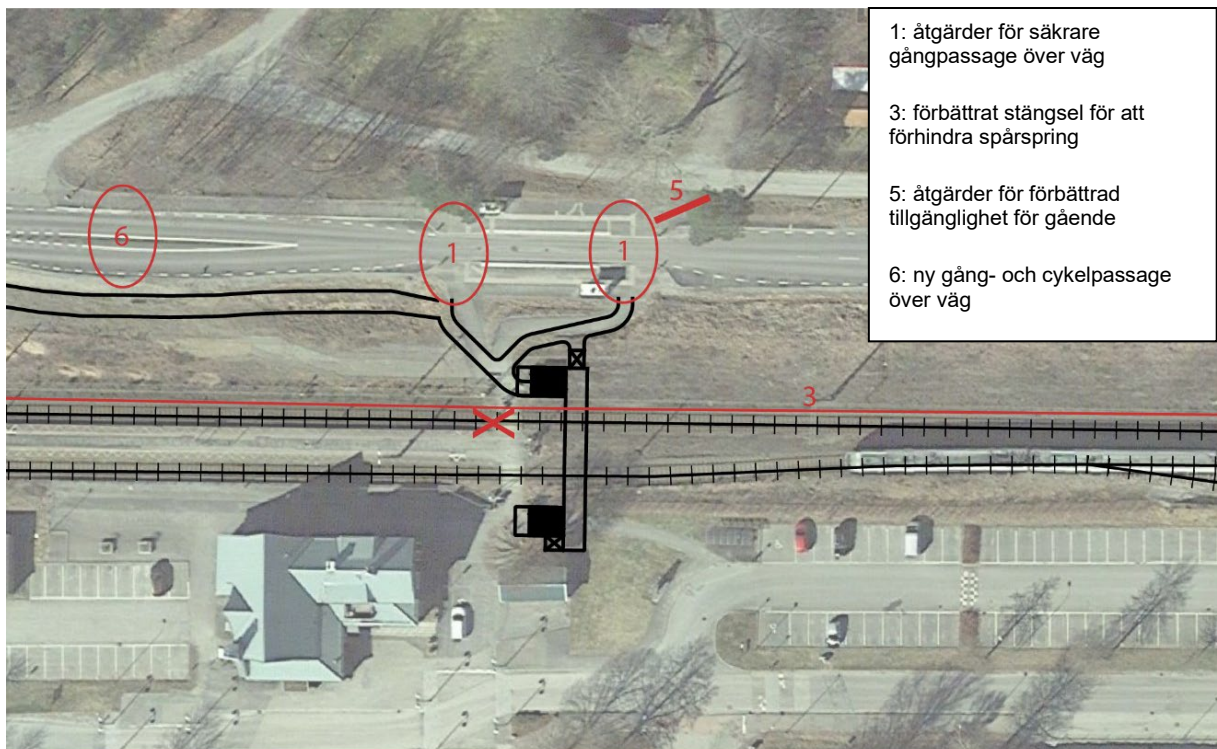 1: åtgärder för säkrare
gångpassage över väg
3: förbättrat stängsel för att
förhindra spårspring
5: åtgärder för förbättrad
tillgänglighet för gående
6: ny gång- och cykelpassage
över väg
5
6
1
1
3